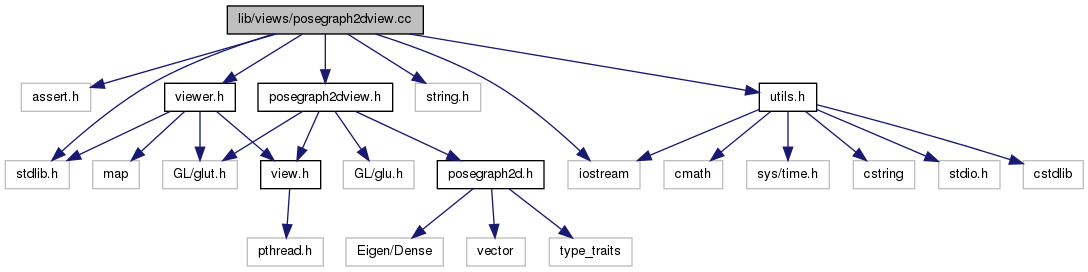 lib/views/posegraph2dview.cc
assert.h
viewer.h
posegraph2dview.h
string.h
utils.h
stdlib.h
map
GL/glut.h
view.h
GL/glu.h
posegraph2d.h
iostream
cmath
sys/time.h
cstring
stdio.h
cstdlib
pthread.h
Eigen/Dense
vector
type_traits